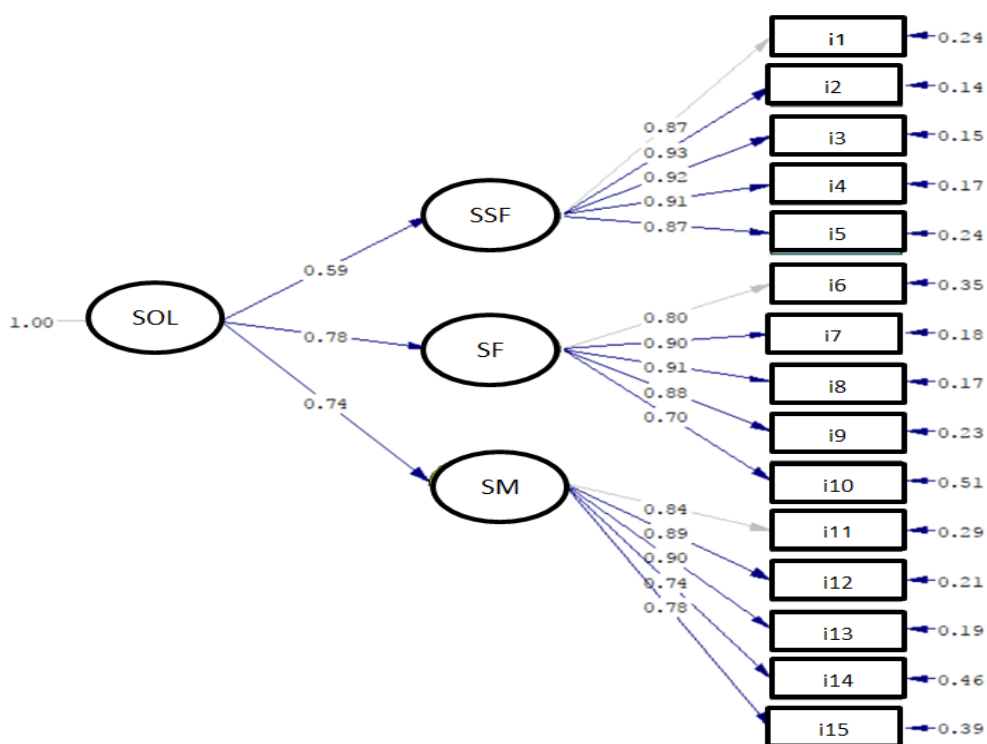 i1
0.24
i2
0.14
i3
0.15
i4
0.17
i5
0.24
0.87
0.93
0.92
0.91
0.87
SSF
0.59
i6
0.35
i7
0.18
i8
0.17
i9
0.23
i10
0.51
0.80
0.90
0.91
0.88
0.70
1.00
SOL
0.78
SF
0.74
SM
i11
0.29
i12
0.21
i13
0.19
i14
0.46
i15
0.39
0.84
0.89
0.90
0.74
0.78